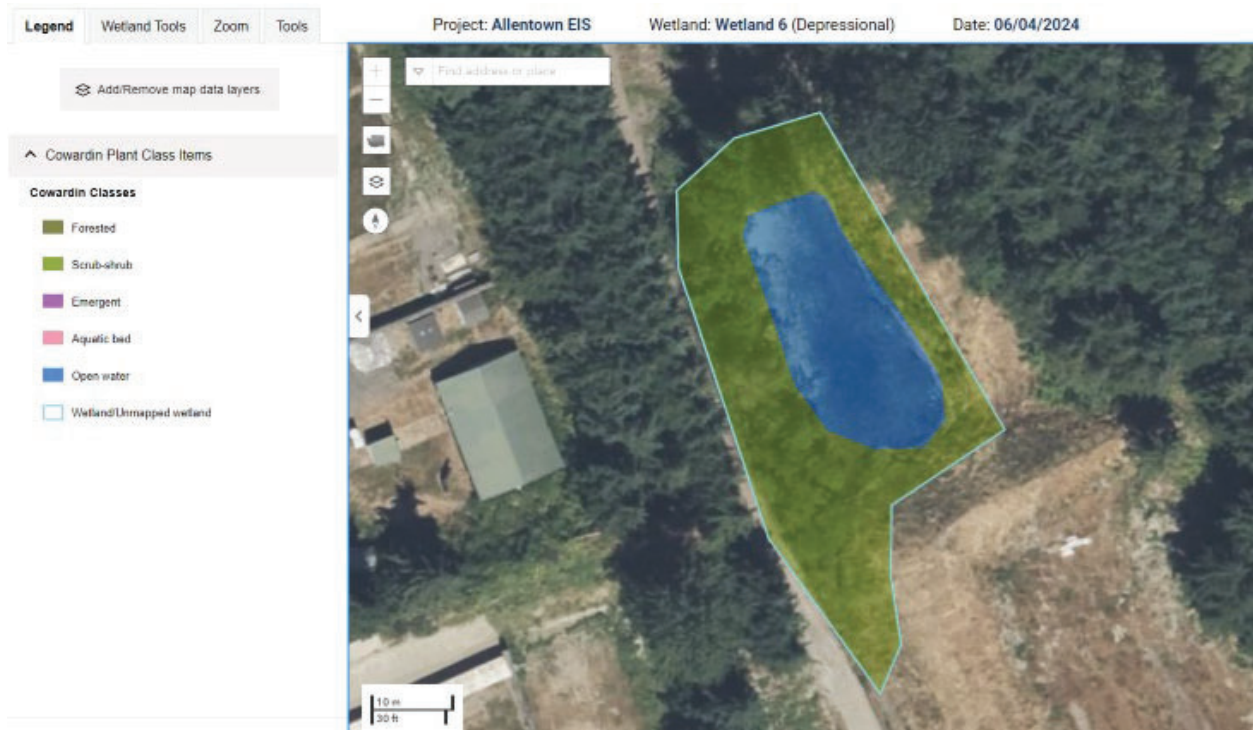 Legend Wetland Tools Zoom Tools
Project: Allentown EIS Wetland: Wetland 6 (Depressional) Date: 06/04/2024
Add/Remove map data layers
Find address or place
Cowardin Plant Class Items
Cowardin Classes
Forested
Scrub-shrub
Emergent
Aquatic bed
Open water
Wetland/Unmapped wetland
10 m
30 ft